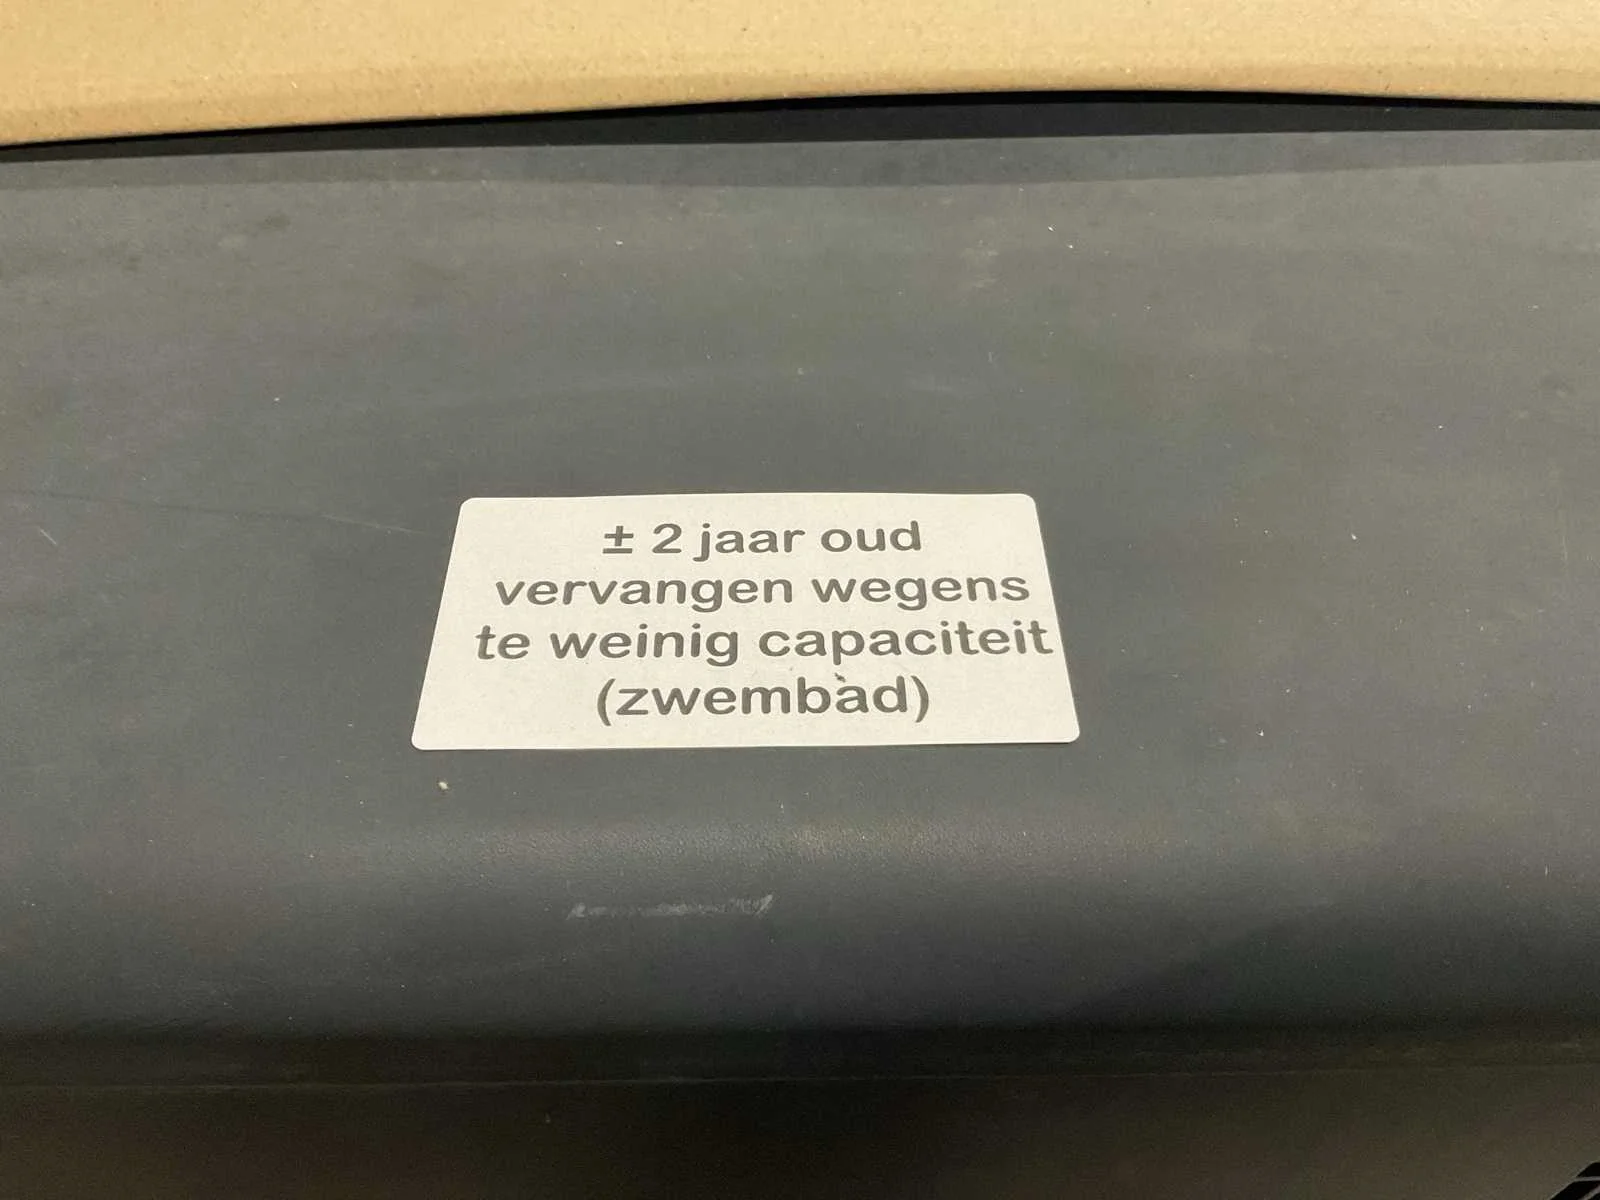 ± 2 jaar oud
vervangen wegens
te weinig capaciteit
(zwembad)